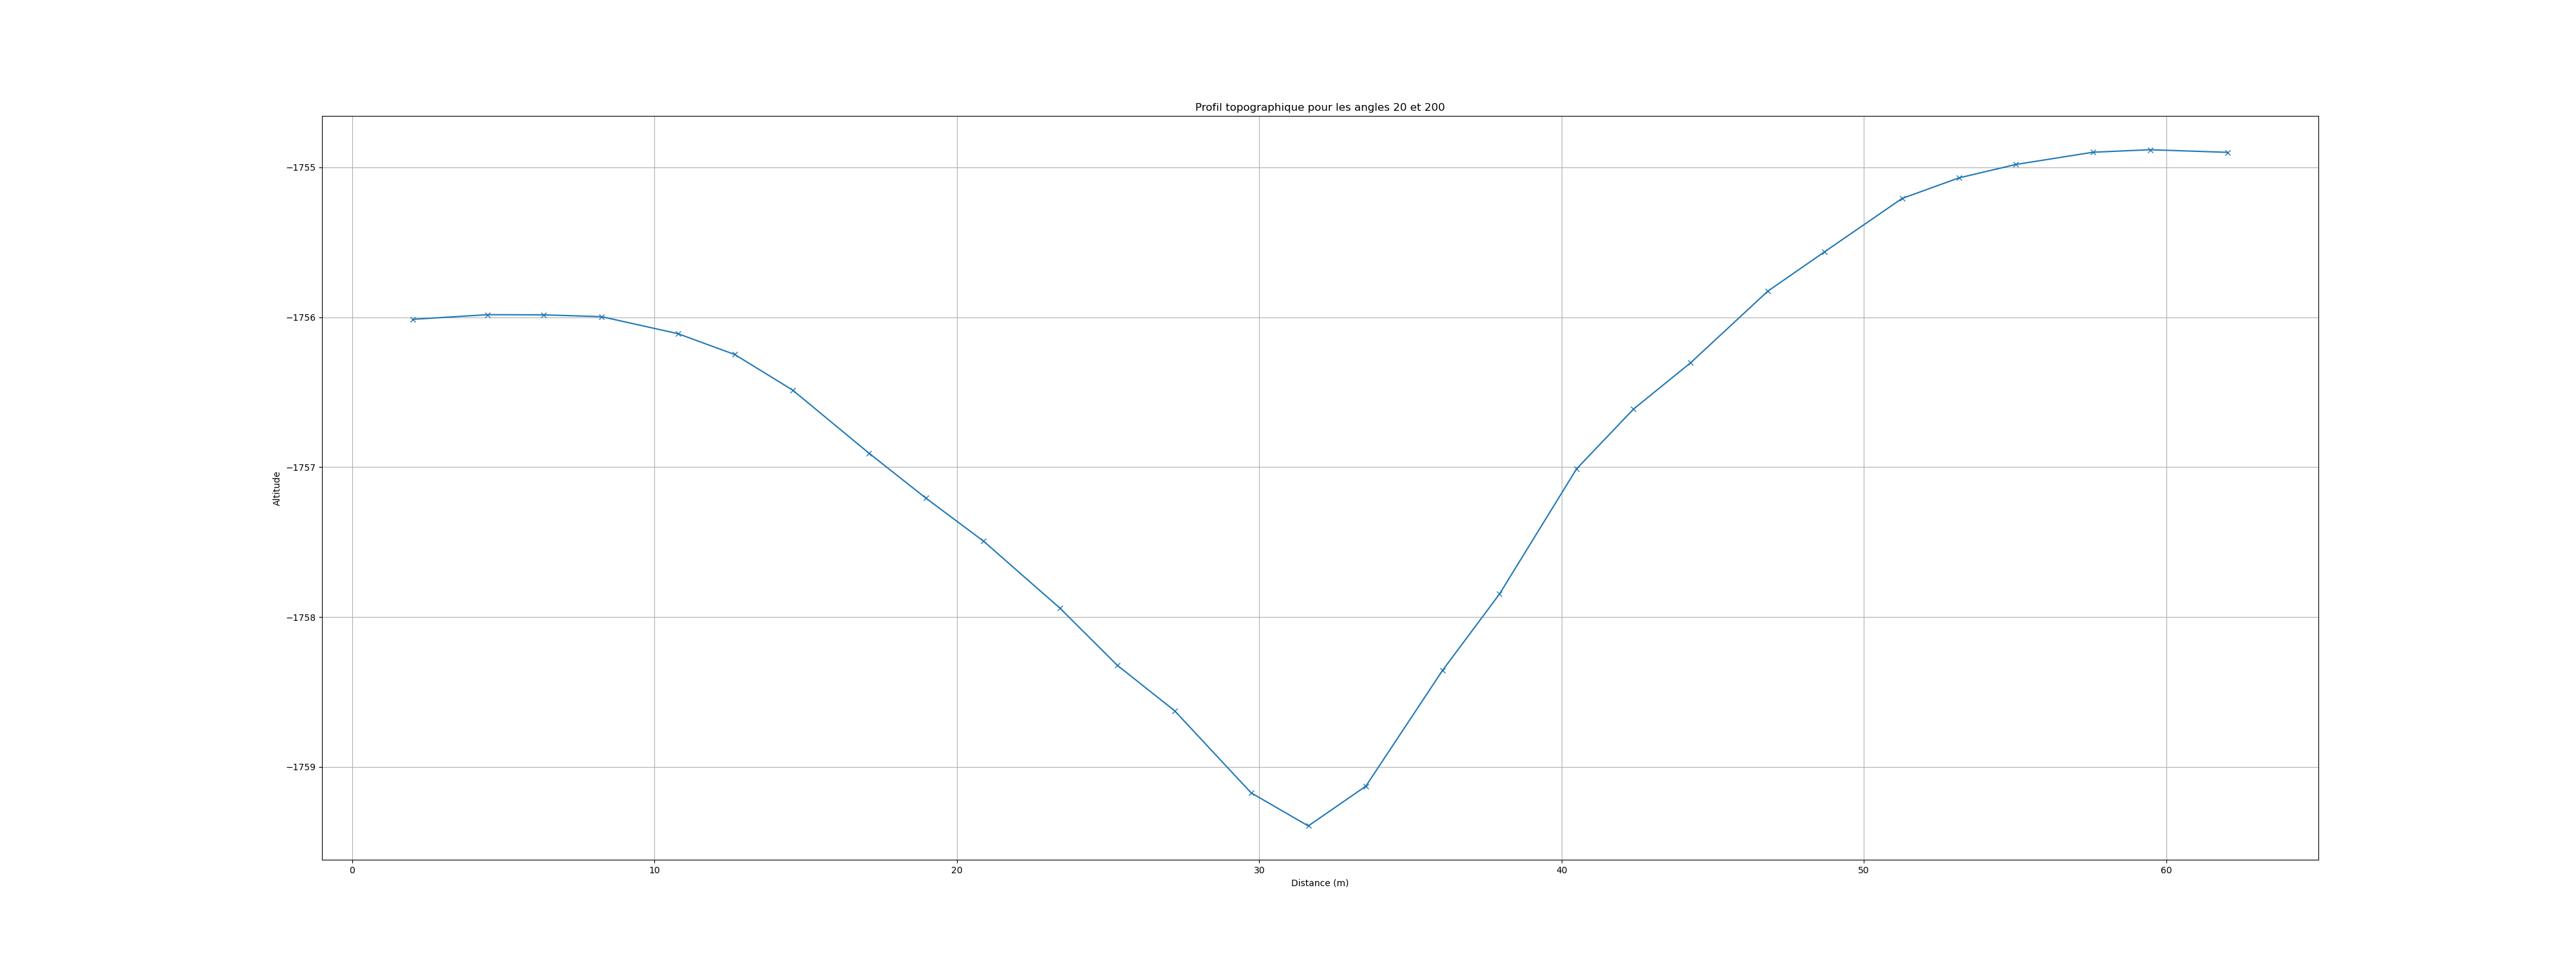 Profil topographique pour les angles 20 et 200
Altitude
−1755
−1756
−1757
−1758
−1759
0 10 20 30 40 50 60
Distance (m)